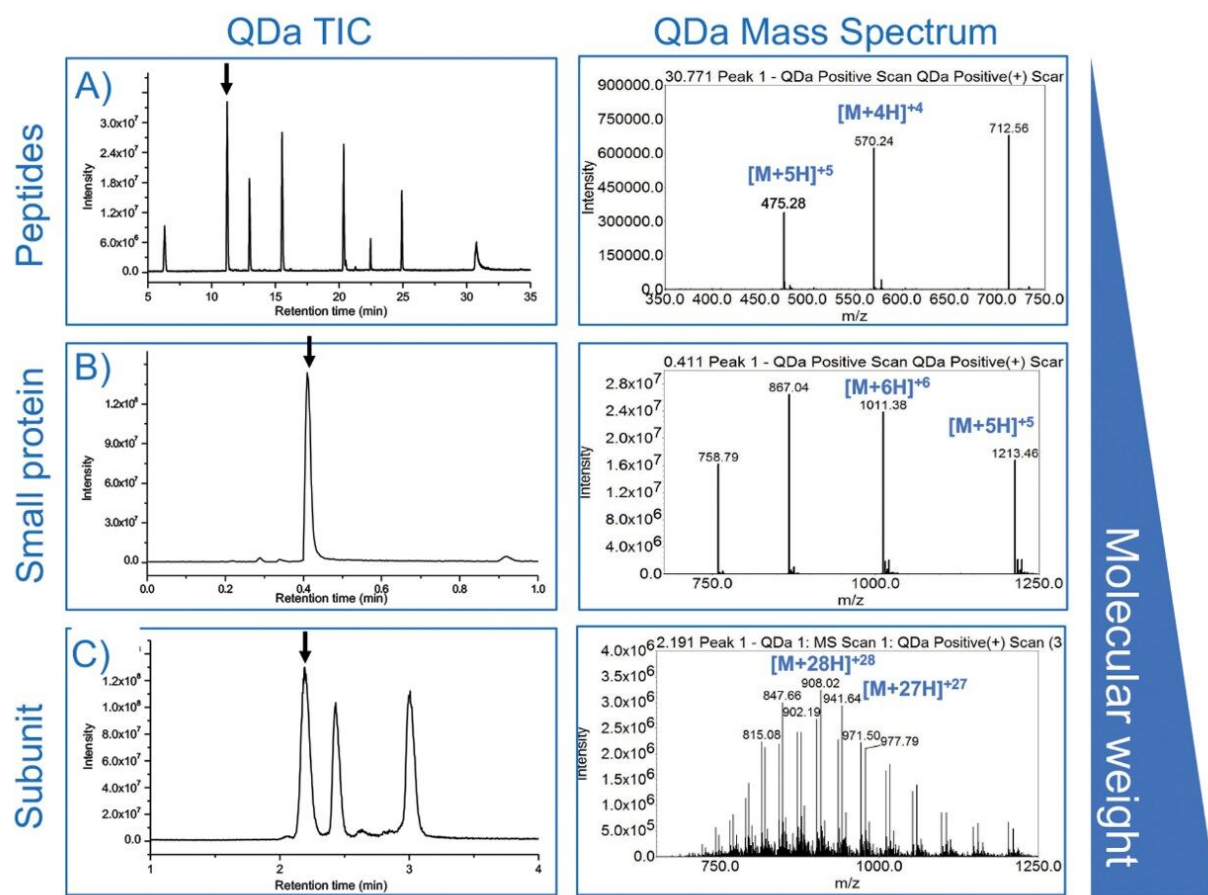 QDa TIC
QDa Mass Spectrum
Peptides
A)
3.0x10⁷
2.4x10⁷
1.8x10⁷
1.2x10⁷
6.0x10⁶
0.0
Intensity
5 10 15 20 25 30 35
Retention time (min)
30.771 Peak 1 - QDa Positive Scan QDa Positive(+) Scar
900000.0
750000.0
600000.0
450000.0
300000.0
150000.0
0.0
Intensity
[M+4H]⁺⁴
570.24
712.56
[M+5H]⁺⁵
475.28
350.0 400.0 450.0 500.0 550.0 600.0 650.0 700.0 750.0
m/z
Small protein
B)
1.2x10⁸
9.0x10⁷
6.0x10⁷
3.0x10⁷
0.0
Intensity
0.0 0.2 0.4 0.6 0.8 1.0
Retention time (min)
0.411 Peak 1 - QDa Positive Scan QDa Positive(+) Scar
2.8x10⁷
2.4x10⁷
2.0x10⁷
1.6x10⁷
1.2x10⁷
8.0x10⁶
4.0x10⁶
0.0
Intensity
867.04
[M+6H]⁺⁶
1011.38
[M+5H]⁺⁵
1213.46
758.79
750.0 1000.0 1250.0
m/z
Subunit
C)
1.2x10⁸
1.0x10⁸
8.0x10⁷
6.0x10⁷
4.0x10⁷
2.0x10⁷
0.0
Intensity
1 2 3 4
Retention time (min)
2.191 Peak 1 - QDa 1: MS Scan 1: QDa Positive(+) Scan (3
4.0x10⁶
3.5x10⁶
3.0x10⁶
2.5x10⁶
2.0x10⁶
1.5x10⁶
1.0x10⁶
5.0x10⁵
0.0
Intensity
[M+28H]⁺²⁸
908.02
[M+27H]⁺²⁷
847.66
941.64
902.19
815.08
971.50
977.79
750.0 1000.0 1250.0
m/z
Molecular weight